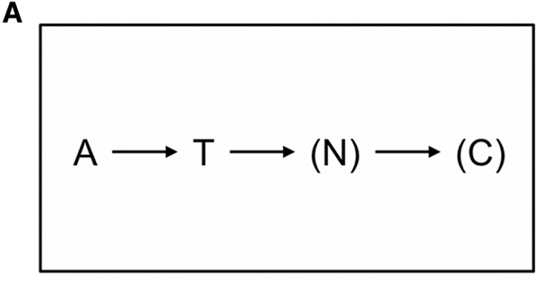 A
A → T → (N) → (C)